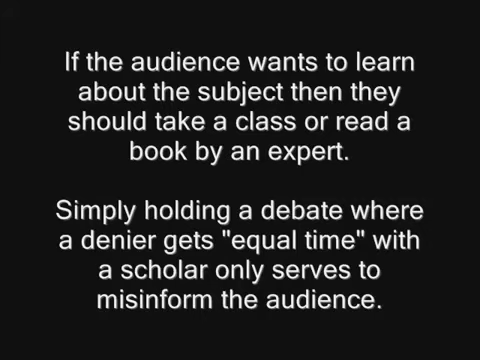 If the audience wants to learn
about the subject then they
should take a class or read a
book by an expert.
Simply holding a debate where
a denier gets "equal time" with
a scholar only serves to
misinform the audience.